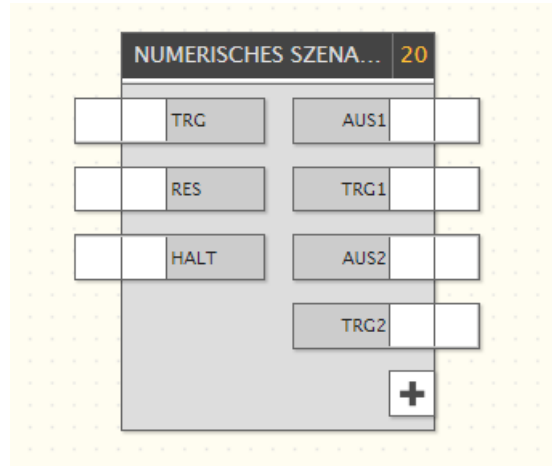 NUMERISCHES SZENA... 20
TRG AUS1
RES TRG1
HALT AUS2
TRG2